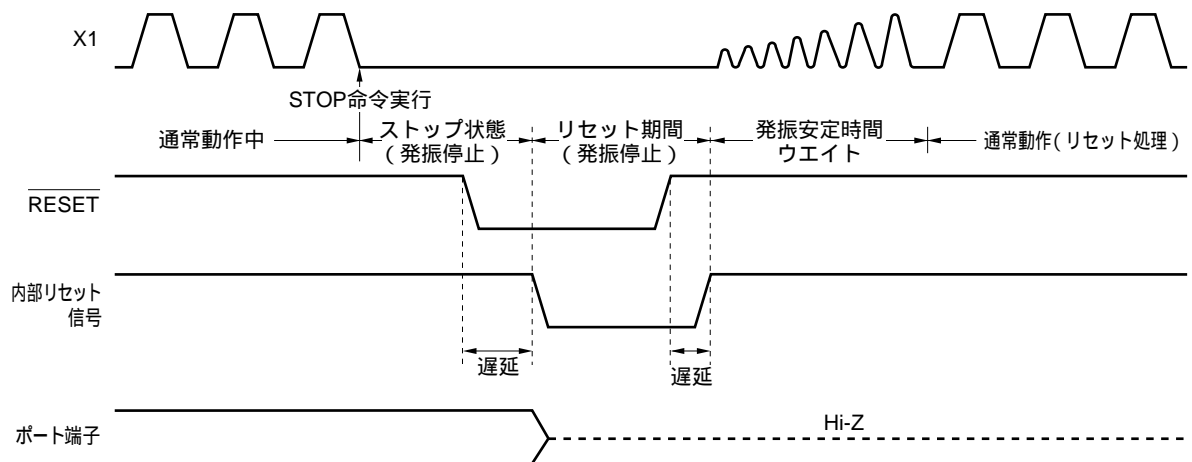 X1
STOP命令実行
通常動作中
ストップ状態
(発振停止)
リセット期間
(発振停止)
発振安定時間
ウエイト
通常動作(リセット処理)
RESET
内部リセット
信号
遅延
遅延
ポート端子
Hi-Z